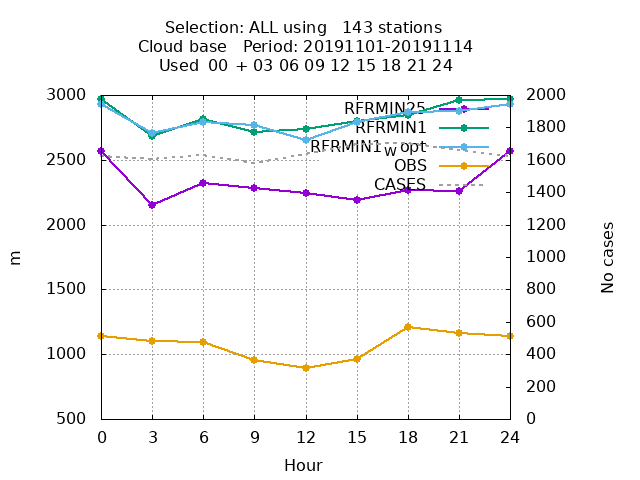 Selection: ALL using   143 stations
Cloud base   Period: 20191101-20191114
Used  00 + 03 06 09 12 15 18 21 24
3000 2000
RFRMIN25
1800
RFRMIN1
RFRMIN1w opt
2500 1600
OBS
CASES
1400
2000 1200
m No cases
1000
1500 800
600
1000 400
200
500 0
0 3 6 9 12 15 18 21 24
Hour